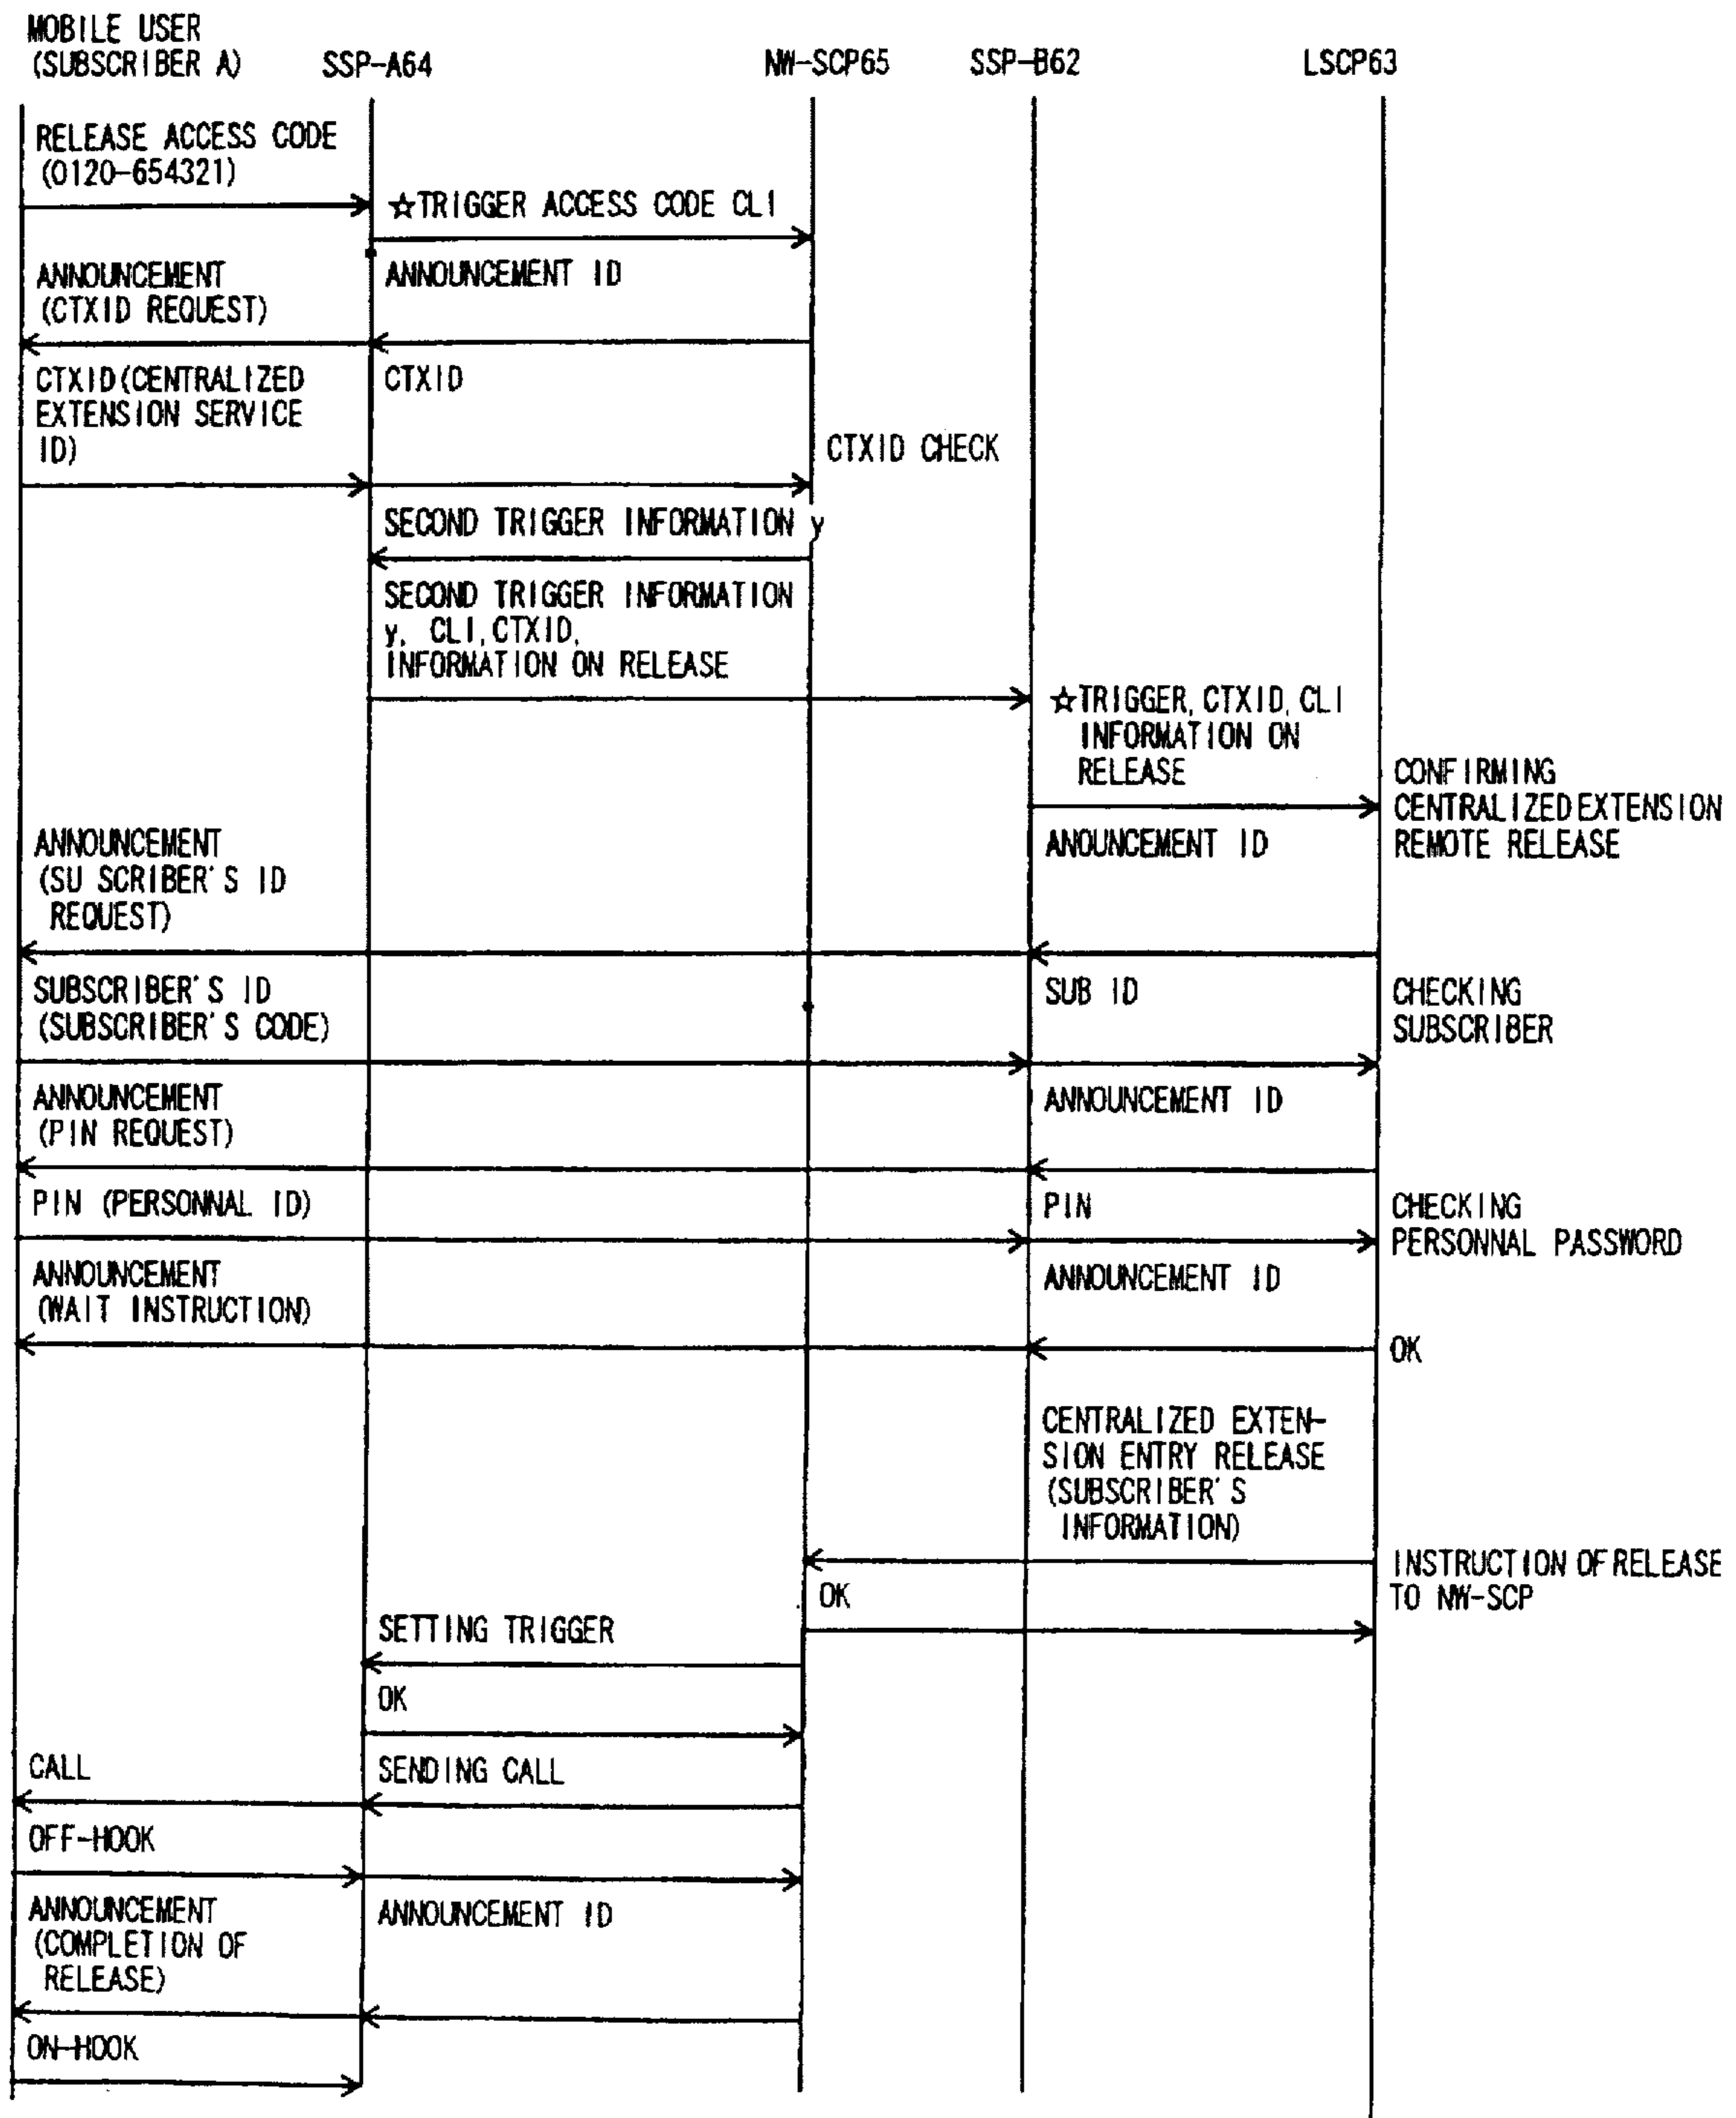 MOBILE USER
(SUBSCRIBER A)
SSP-A64
NW-SCP65
SSP-B62
LSCP63
RELEASE ACCESS CODE
(0120-654321)
☆TRIGGER ACCESS CODE CLI
ANNOUNCEMENT
(CTXID REQUEST)
ANNOUNCEMENT ID
CTXID(CENTRALIZED
EXTENSION SERVICE
ID)
CTXID
CTXID CHECK
SECOND TRIGGER INFORMATION y
SECOND TRIGGER INFORMATION
y, CLI,CTXID,
INFORMATION ON RELEASE
☆TRIGGER, CTXID, CLI
INFORMATION ON
RELEASE
CONFIRMING
CENTRALIZED EXTENSION
REMOTE RELEASE
ANNOUNCEMENT
(SU SCRIBER'S ID
REQUEST)
ANOUNCEMENT ID
SUBSCRIBER'S ID
(SUBSCRIBER'S CODE)
SUB ID
CHECKING
SUBSCRIBER
ANNOUNCEMENT
(PIN REQUEST)
ANNOUNCEMENT ID
PIN (PERSONNAL ID)
PIN
CHECKING
PERSONNAL PASSWORD
ANNOUNCEMENT
(WAIT INSTRUCTION)
ANNOUNCEMENT ID
OK
CENTRALIZED EXTEN-
SION ENTRY RELEASE
(SUBSCRIBER'S
INFORMATION)
INSTRUCTION OF RELEASE
TO NW-SCP
OK
SETTING TRIGGER
OK
CALL
SENDING CALL
OFF-HOOK
ANNOUNCEMENT
(COMPLETION OF
RELEASE)
ANNOUNCEMENT ID
ON-HOOK